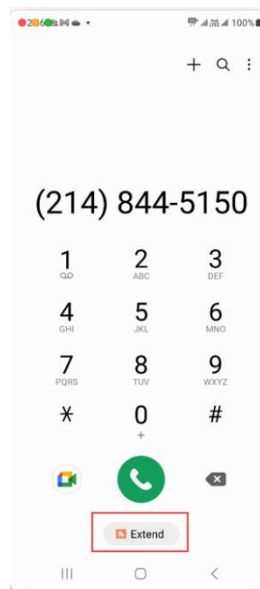 100%
(214) 844-5150
1 2 3
ABC DEF
4 5 6
GHI JKL MNO
7 8 9
PQRS TUV WXYZ
* 0 #
+
Extend